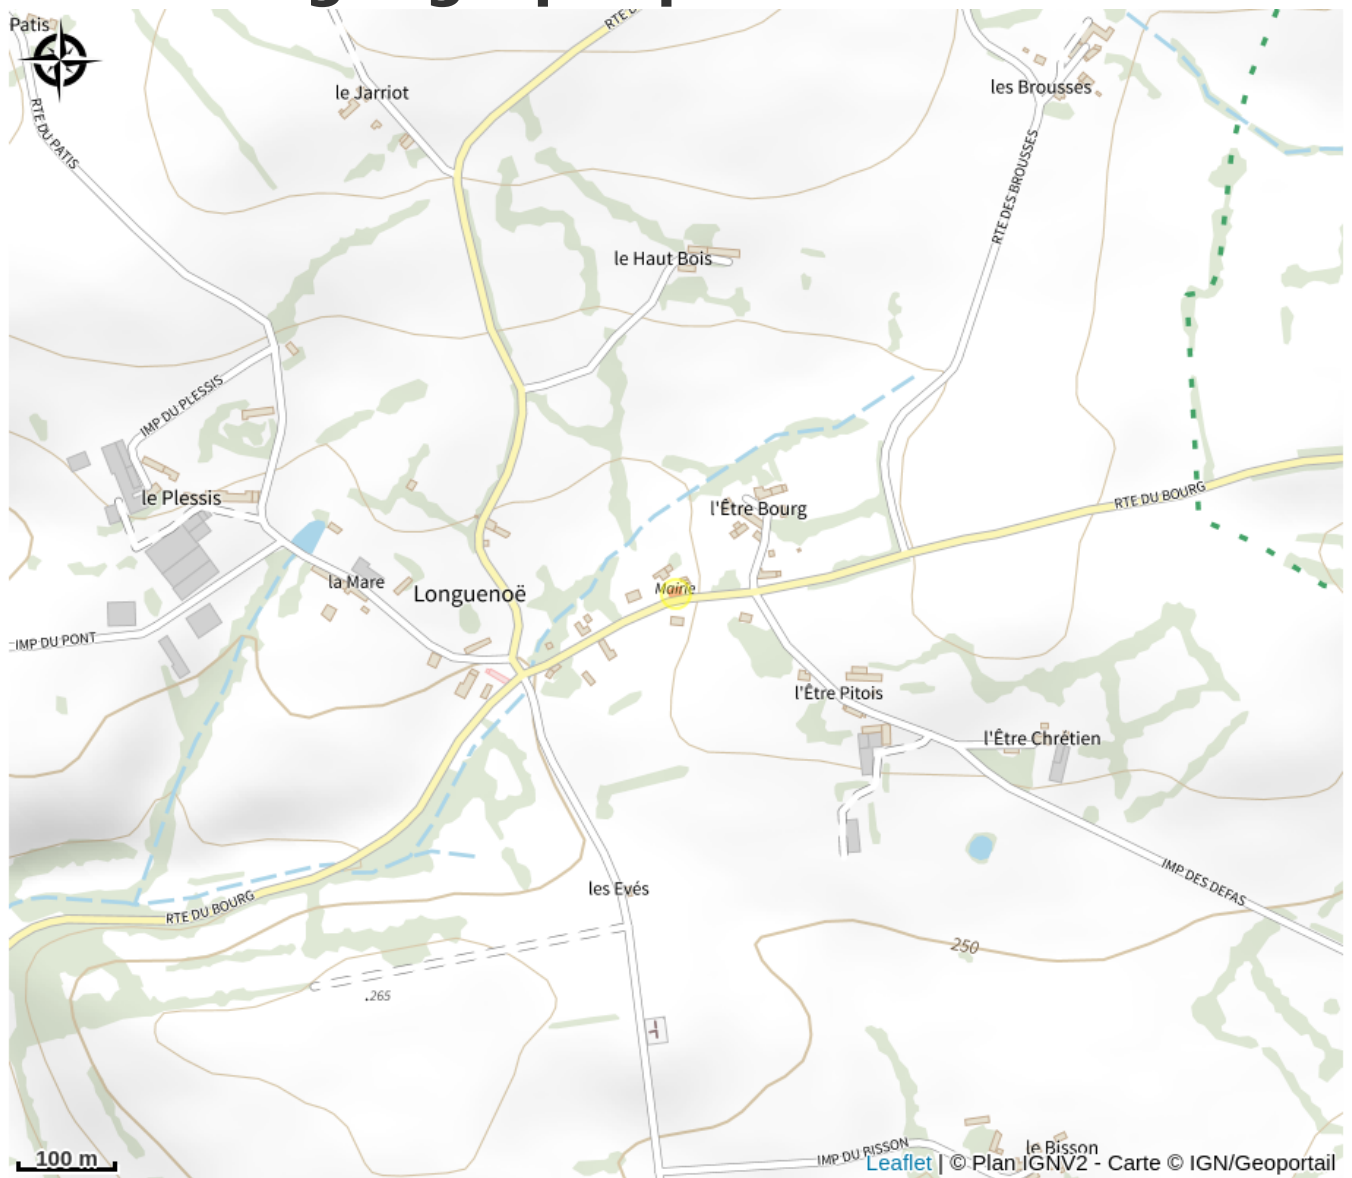 Patis
RTE D
le Jarriot
les Brousses
RTE DU PATIS
RTE DES BROUSSES
le Haut Bois
IMP DU PLESSIS
le Plessis
l'Être Bourg
RTE DU BOURG
la Mare
Longuenoë
Mairie
IMP DU PONT
l'Être Pitois
l'Être Chrétien
IMP DES DEFAS
les Evés
RTE DU BOURG
250
.265
IMP DU BISSON
le Bisson
100 m
Leaflet | © Plan IGNV2 - Carte © IGN/Geoportail